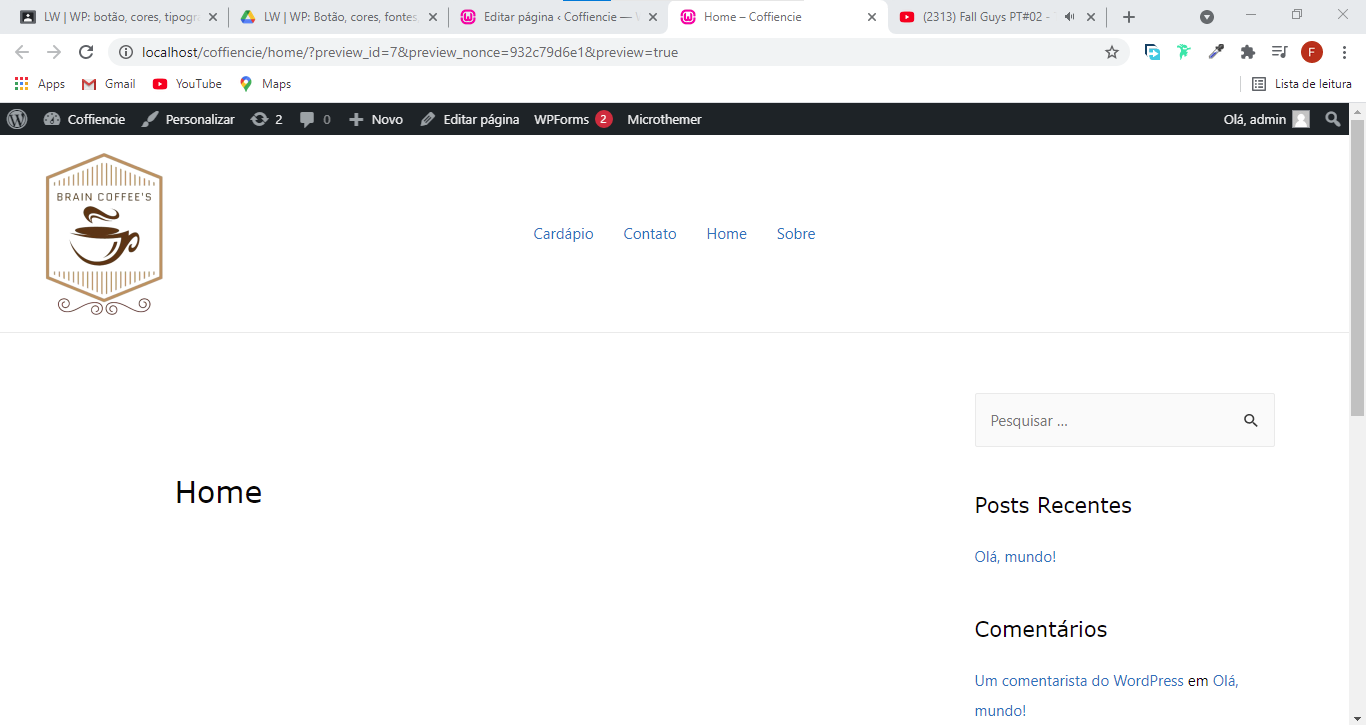 LW | WP: botão, cores, tipogra
LW | WP: Botão, cores, fontes,
Editar página ‹ Coffiencie — W
Home – Coffiencie
(2313) Fall Guys PT#02 -
localhost/coffiencie/home/?preview_id=7&preview_nonce=932c79d6e1&preview=true
F
Apps Gmail YouTube Maps Lista de leitura
Coffiencie Personalizar 2 0 Novo Editar página WPForms 2 Microthemer Olá, admin
BRAIN COFFEE'S
Cardápio Contato Home Sobre
Pesquisar ...
Home
Posts Recentes
Olá, mundo!
Comentários
Um comentarista do WordPress em Olá,
mundo!